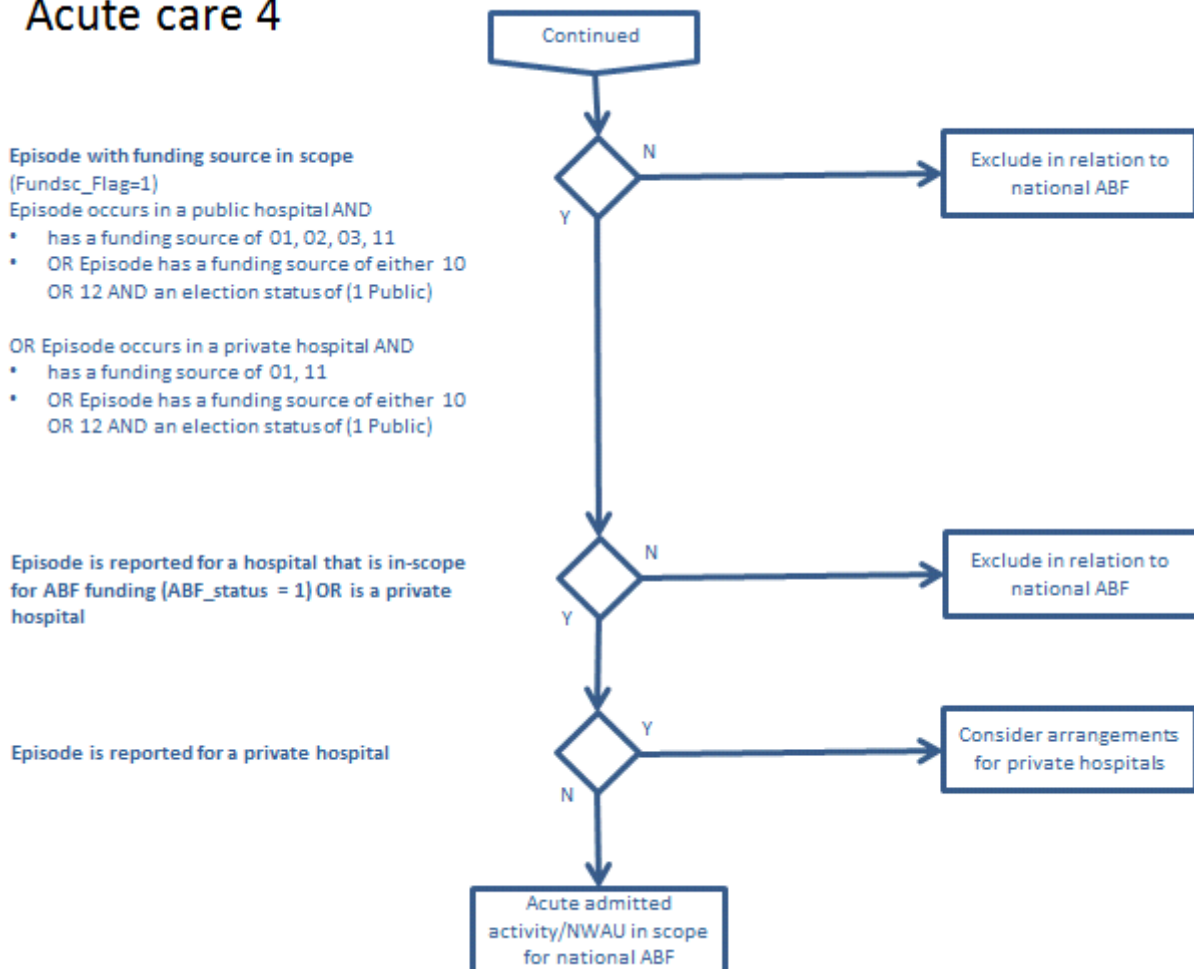 Acute care 4
Continued
Episode with funding source in scope
(Fundsc_Flag=1)
Episode occurs in a public hospital AND
• has a funding source of 01, 02, 03, 11
• OR Episode has a funding source of either 10
OR 12 AND an election status of (1 Public)
N
Y
Exclude in relation to
national ABF
OR Episode occurs in a private hospital AND
• has a funding source of 01, 11
• OR Episode has a funding source of either 10
OR 12 AND an election status of (1 Public)
Episode is reported for a hospital that is in-scope
for ABF funding (ABF_status = 1) OR is a private
hospital
N
Y
Exclude in relation to
national ABF
Episode is reported for a private hospital
Y
N
Consider arrangements
for private hospitals
Acute admitted
activity/NWAU in scope
for national ABF